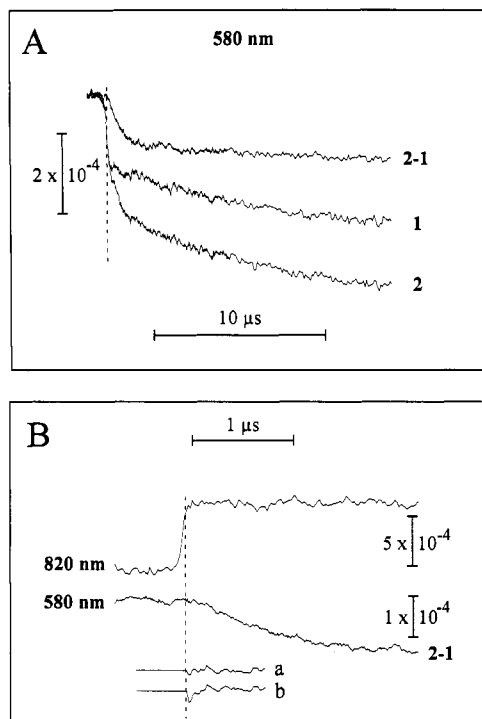 A
580 nm
2 x 10⁻⁴
2-1
1
2
10 µs
B
1 µs
820 nm
5 x 10⁻⁴
580 nm
1 x 10⁻⁴
2-1
a
b